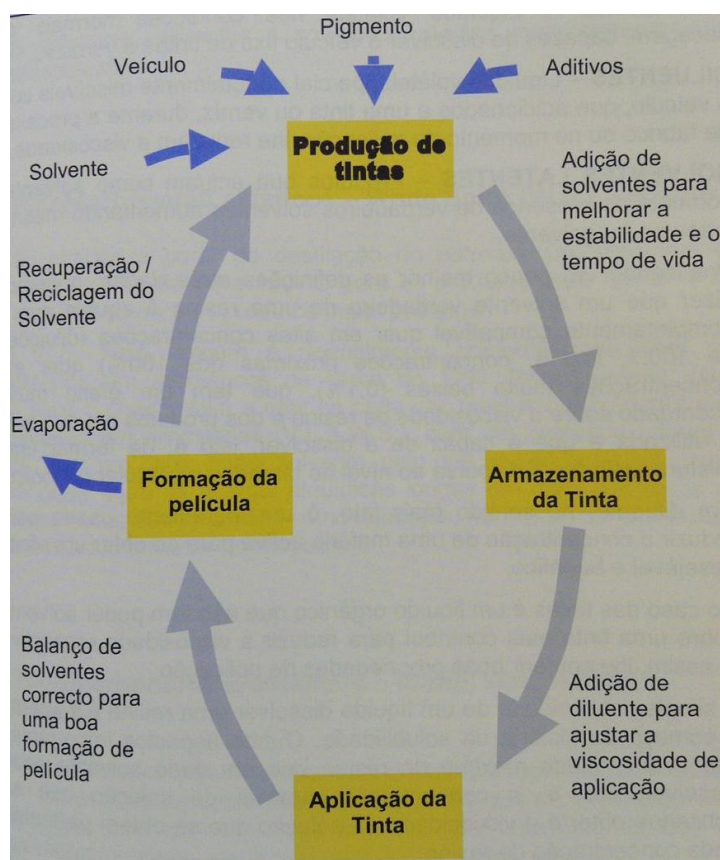 Pigmento
Veículo
Aditivos
Produção de
tintas
Solvente
Adição de
solventes para
melhorar a
estabilidade e o
tempo de vida
Recuperação /
Reciclagem do
Solvente
Evaporação
Formação da
película
Armazenamento
da Tinta
Balanço de
solventes
correcto para
uma boa
formação de
película
Adição de
diluente para
ajustar a
viscosidade de
aplicação
Aplicação da
Tinta